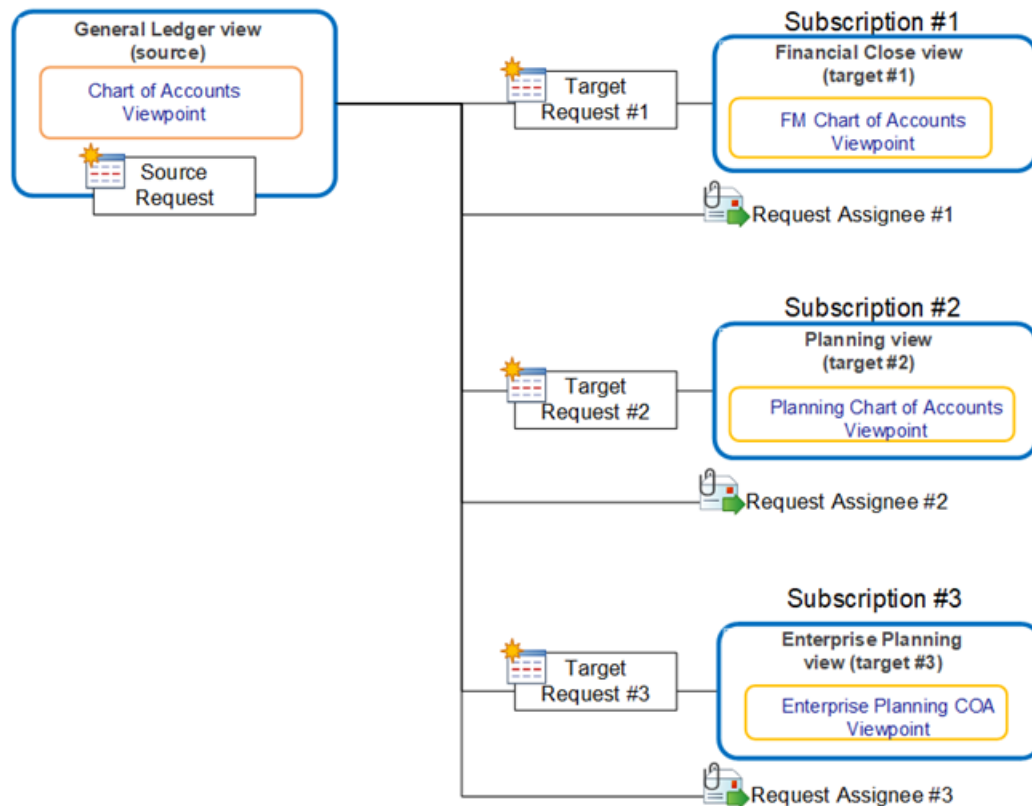 General Ledger view
(source)
Chart of Accounts
Viewpoint
Source
Request
Subscription #1
Target
Request #1
Financial Close view
(target #1)
FM Chart of Accounts
Viewpoint
Request Assignee #1
Subscription #2
Target
Request #2
Planning view
(target #2)
Planning Chart of Accounts
Viewpoint
Request Assignee #2
Subscription #3
Target
Request #3
Enterprise Planning
view (target #3)
Enterprise Planning COA
Viewpoint
Request Assignee #3